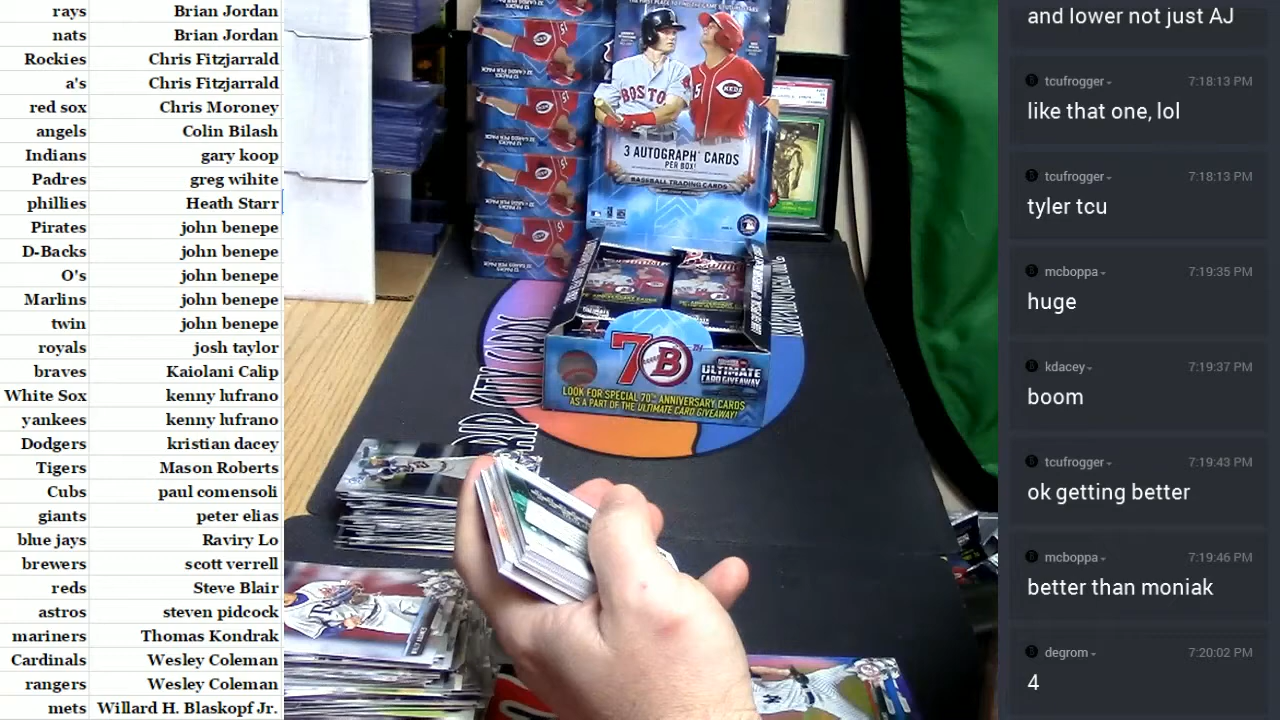 rays Brian Jordan
nats Brian Jordan
Rockies Chris Fitzjarrald
a's Chris Fitzjarrald
red sox Chris Moroney
angels Colin Bilash
Indians gary koop
Padres greg wihite
phillies Heath Starr
Pirates john benepe
D-Backs john benepe
O's john benepe
Marlins john benepe
twin john benepe
royals josh taylor
braves Kaiolani Calip
White Sox kenny lufrano
yankees kenny lufrano
Dodgers kristian dacey
Tigers Mason Roberts
Cubs paul comensoli
giants peter elias
blue jays Raviry Lo
brewers scott verrell
reds Steve Blair
astros steven pidcock
mariners Thomas Kondrak
Cardinals Wesley Coleman
rangers Wesley Coleman
mets Willard H. Blaskopf Jr.
BOSTON
REDS
3 AUTOGRAPH CARDS
PER BOX!
BASEBALL TRADING CARDS
7B
ULTIMATE
CARD GIVEAWAY
LOOK FOR SPECIAL 70TH ANNIVERSARY CARDS
AS A PART OF THE ULTIMATE CARD GIVEAWAY!
RIP CITY CARDS
and lower not just AJ
tcufrogger 7:18:13 PM
like that one, lol
tcufrogger 7:18:13 PM
tyler tcu
mcboppa 7:19:35 PM
huge
kdacey 7:19:37 PM
boom
tcufrogger 7:19:43 PM
ok getting better
mcboppa 7:19:46 PM
better than moniak
degrom 7:20:02 PM
4